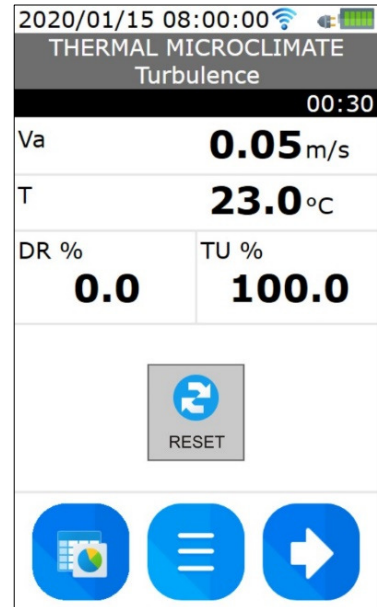 2020/01/15 08:00:00
THERMAL MICROCLIMATE
Turbulence
00:30
Va 0.05 m/s
T 23.0 °C
DR % TU %
0.0 100.0
RESET